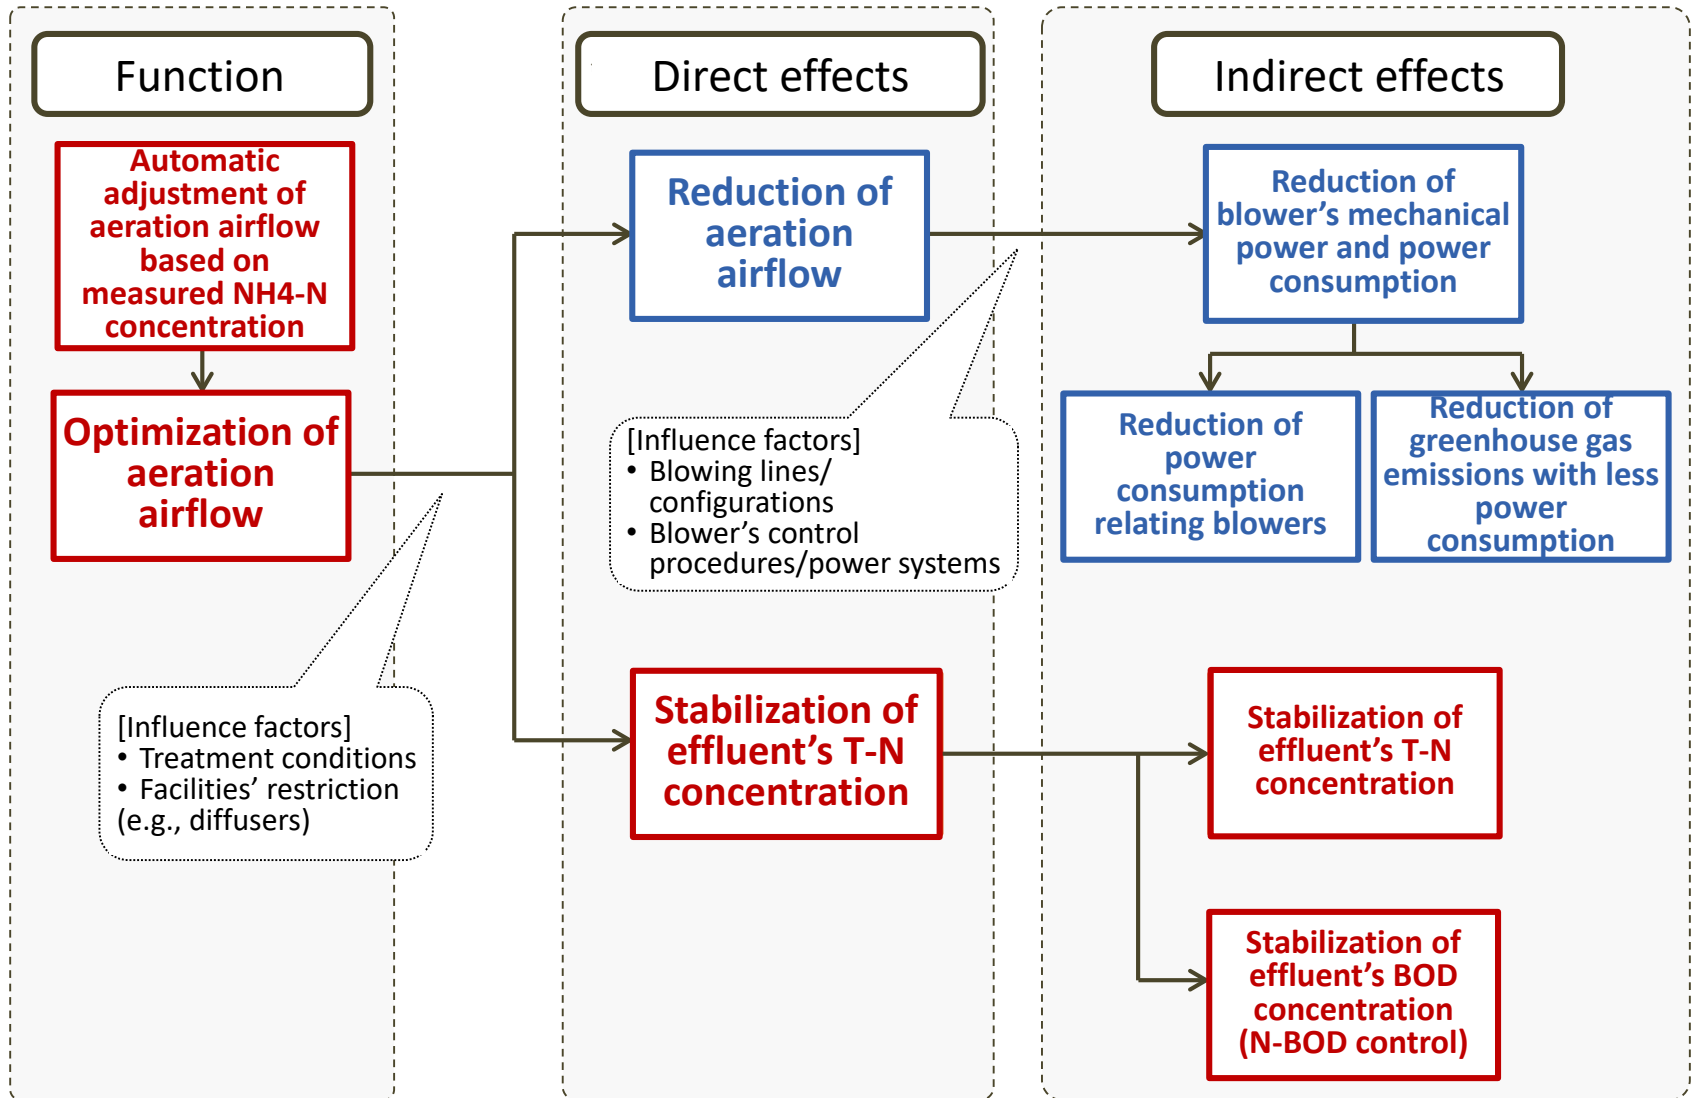 Function
Automatic
adjustment of
aeration airflow
based on
measured NH4-N
concentration
Optimization of
aeration
airflow
[Influence factors]
• Treatment conditions
• Facilities’ restriction
(e.g., diffusers)
Direct effects
Reduction of
aeration
airflow
[Influence factors]
• Blowing lines/
configurations
• Blower’s control
procedures/power systems
Stabilization of
effluent’s T-N
concentration
Indirect effects
Reduction of
blower’s mechanical
power and power
consumption
Reduction of
power
consumption
relating blowers
Reduction of
greenhouse gas
emissions with less
power
consumption
Stabilization of
effluent’s T-N
concentration
Stabilization of
effluent’s BOD
concentration
(N-BOD control)